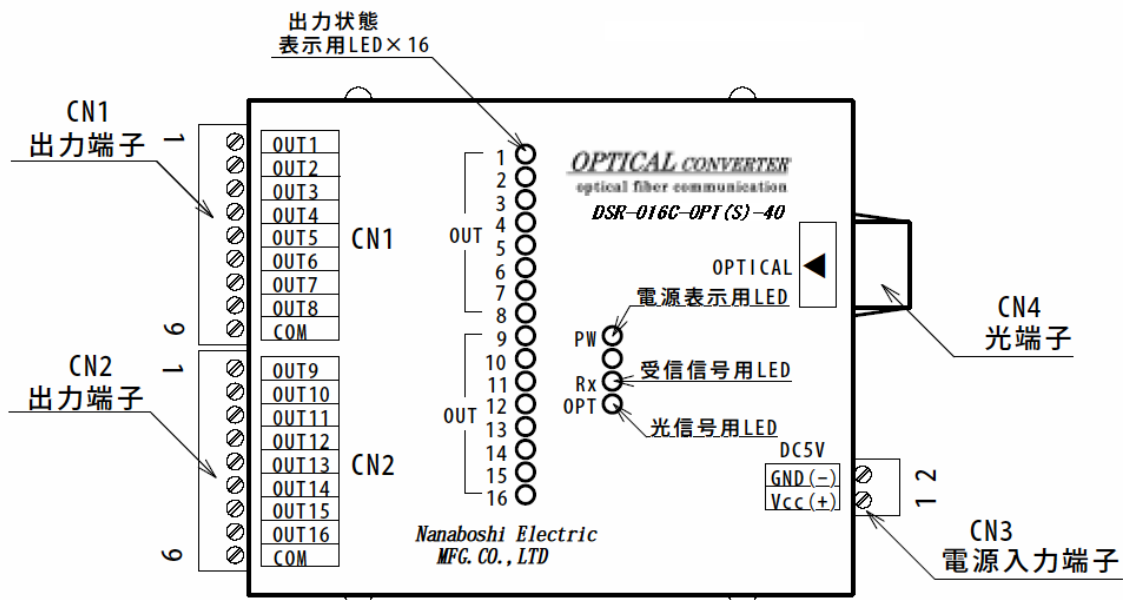 出力状態
表示用LED×16
CN1
出力端子
1
9
OUT1
OUT2
OUT3
OUT4
OUT5
OUT6
OUT7
OUT8
COM
CN1
CN2
出力端子
1
9
OUT9
OUT10
OUT11
OUT12
OUT13
OUT14
OUT15
OUT16
COM
CN2
OUT
1
2
3
4
5
6
7
8
OUT
9
10
11
12
13
14
15
16
OPTICAL CONVERTER
optical fiber communication
DSR-016C-OPT(S)-40
OPTICAL
電源表示用LED
PW
受信信号用LED
Rx
OPT
光信号用LED
CN4
光端子
DC5V
GND(-)
Vcc(+)
2
1
CN3
電源入力端子
Nanaboshi Electric
MFG.CO.,LTD